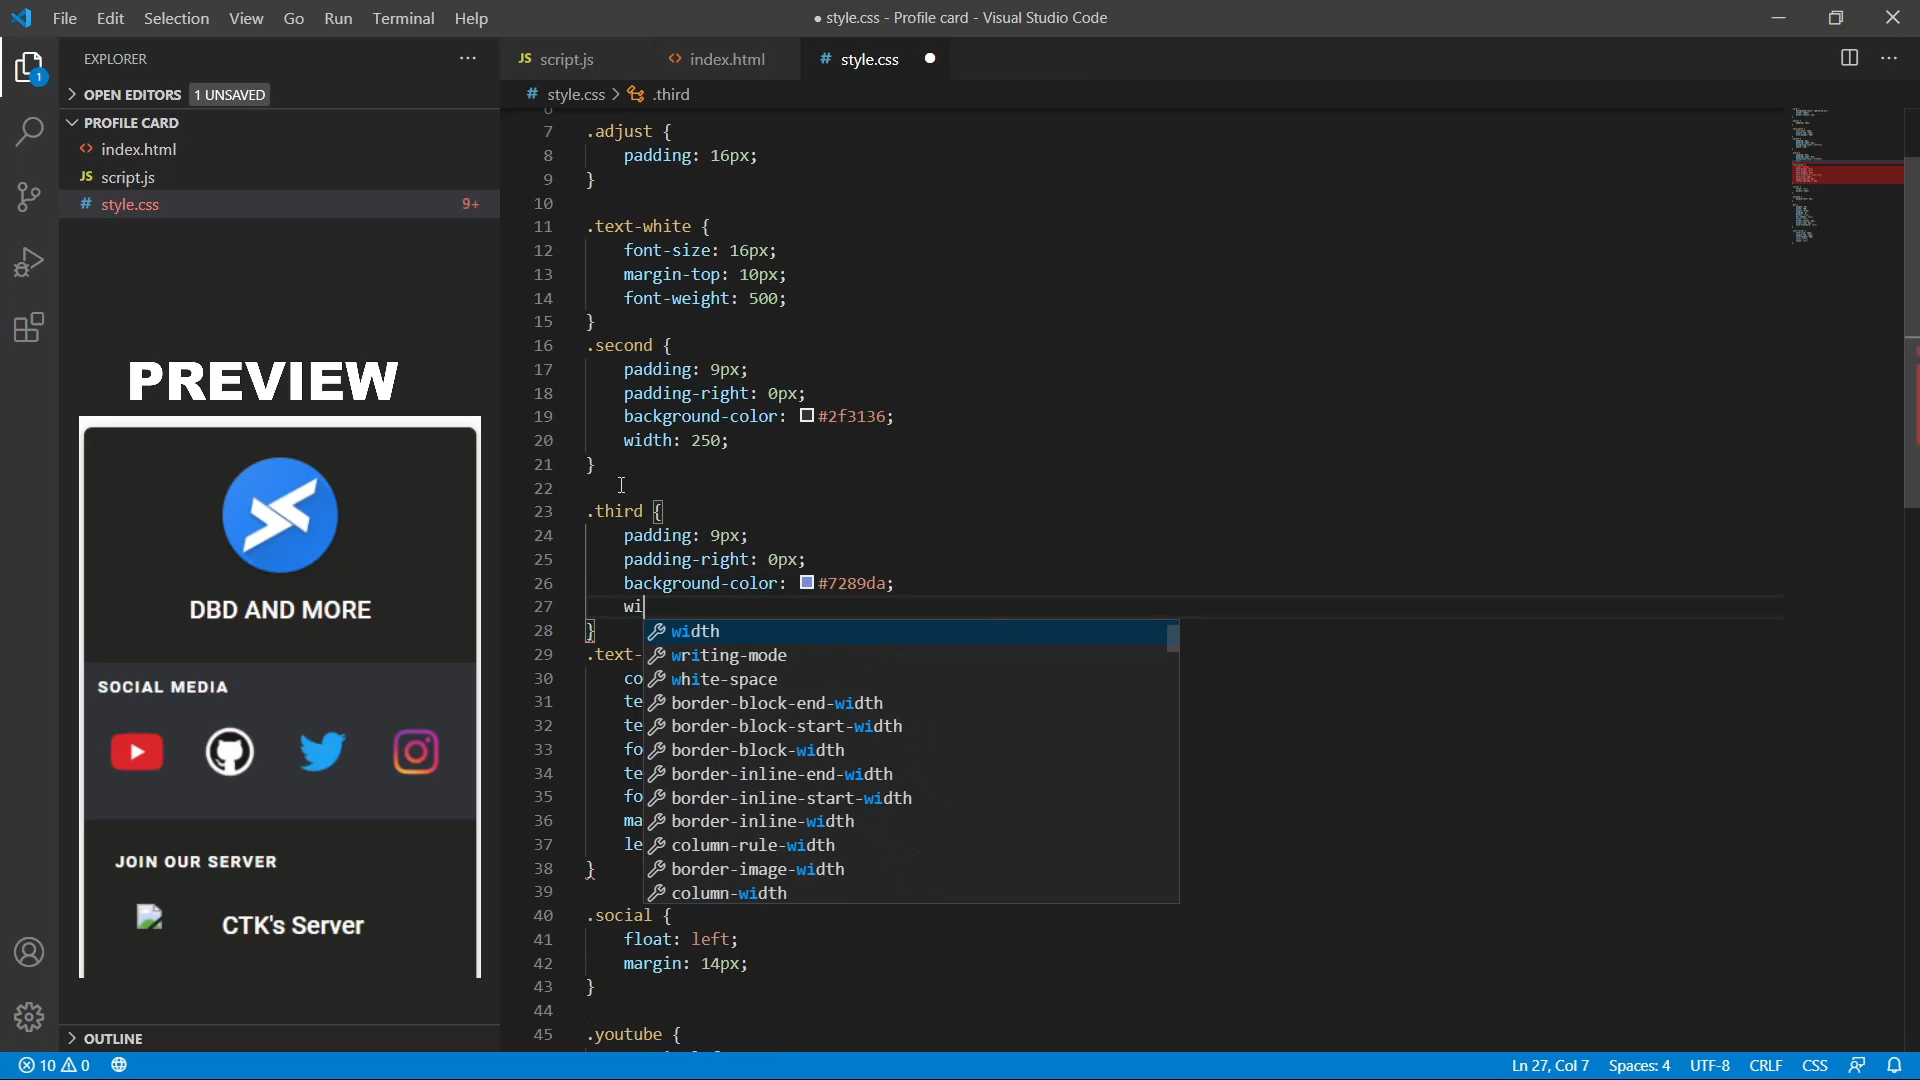 File Edit Selection View Go Run Terminal Help
● style.css - Profile card - Visual Studio Code
EXPLORER
JS script.js
<> index.html
# style.css
# style.css > .third
OPEN EDITORS 1 UNSAVED
PROFILE CARD
<> index.html
JS script.js
# style.css 9+
1
PREVIEW
DBD AND MORE
SOCIAL MEDIA
JOIN OUR SERVER
CTK's Server
OUTLINE
7 .adjust {
8 padding: 16px;
9 }
10
11 .text-white {
12 font-size: 16px;
13 margin-top: 10px;
14 font-weight: 500;
15 }
16 .second {
17 padding: 9px;
18 padding-right: 0px;
19 background-color: #2f3136;
20 width: 250;
21 }
22
23 .third {
24 padding: 9px;
25 padding-right: 0px;
26 background-color: #7289da;
27 wi
28 }
29 .text-
30 co
31 te
32 te
33 fo
34 te
35 fo
36 ma
37 le
38 }
39
40 .social {
41 float: left;
42 margin: 14px;
43 }
44
45 .youtube {
width
writing-mode
white-space
border-block-end-width
border-block-start-width
border-block-width
border-inline-end-width
border-inline-start-width
border-inline-width
column-rule-width
border-image-width
column-width
10 0
Ln 27, Col 7 Spaces: 4 UTF-8 CRLF CSS